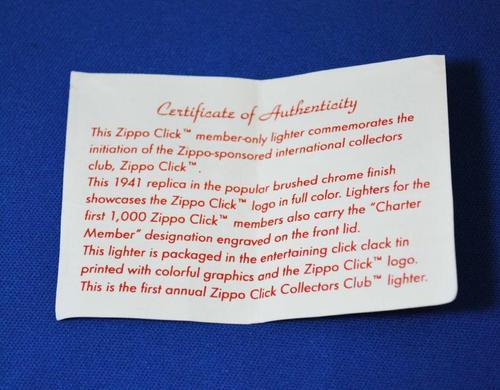 Certificate of Authenticity
This Zippo Click™ member-only lighter commemorates the
initiation of the Zippo-sponsored international collectors
club, Zippo Click™.
This 1941 replica in the popular brushed chrome finish
showcases the Zippo Click™ logo in full color. Lighters for the
first 1,000 Zippo Click™ members also carry the "Charter
Member" designation engraved on the front lid.
This lighter is packaged in the entertaining click clack tin
printed with colorful graphics and the Zippo Click™ logo.
This is the first annual Zippo Click Collectors Club™ lighter.